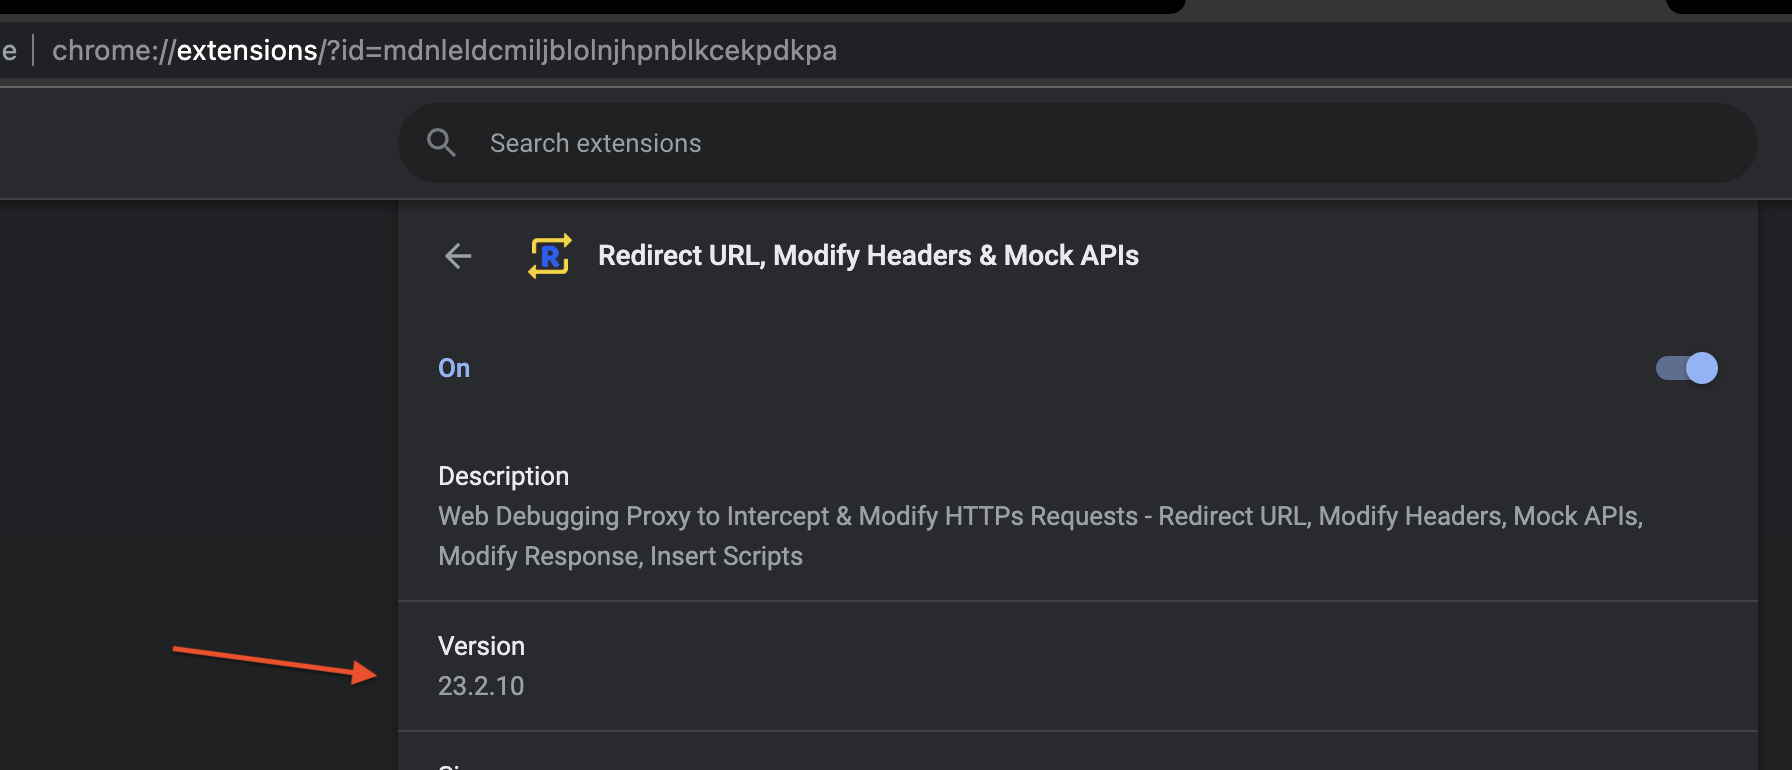 e | chrome://extensions/?id=mdnleldcmiljblolnjhpnblkcekpdkpa
Search extensions
R Redirect URL, Modify Headers & Mock APIs
On
Description
Web Debugging Proxy to Intercept & Modify HTTPs Requests - Redirect URL, Modify Headers, Mock APIs,
Modify Response, Insert Scripts
Version
23.2.10